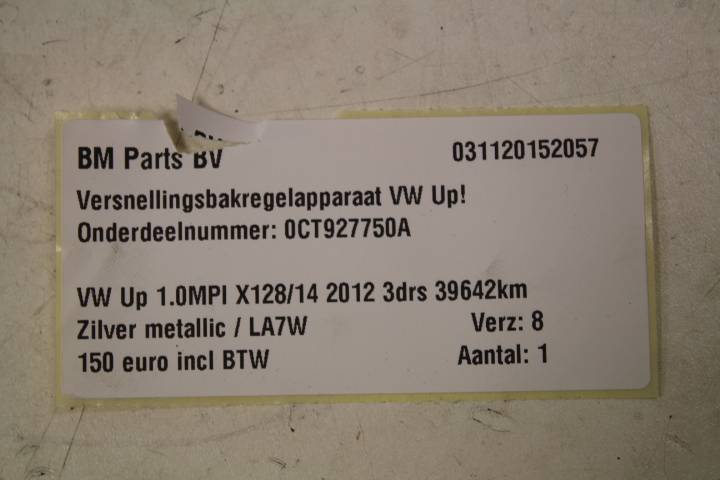 BM Parts BV 031120152057
Versnellingsbakregelapparaat VW Up!
Onderdeelnummer: 0CT927750A
VW Up 1.0MPI X128/14 2012 3drs 39642km
Zilver metallic / LA7W Verz: 8
150 euro incl BTW Aantal: 1